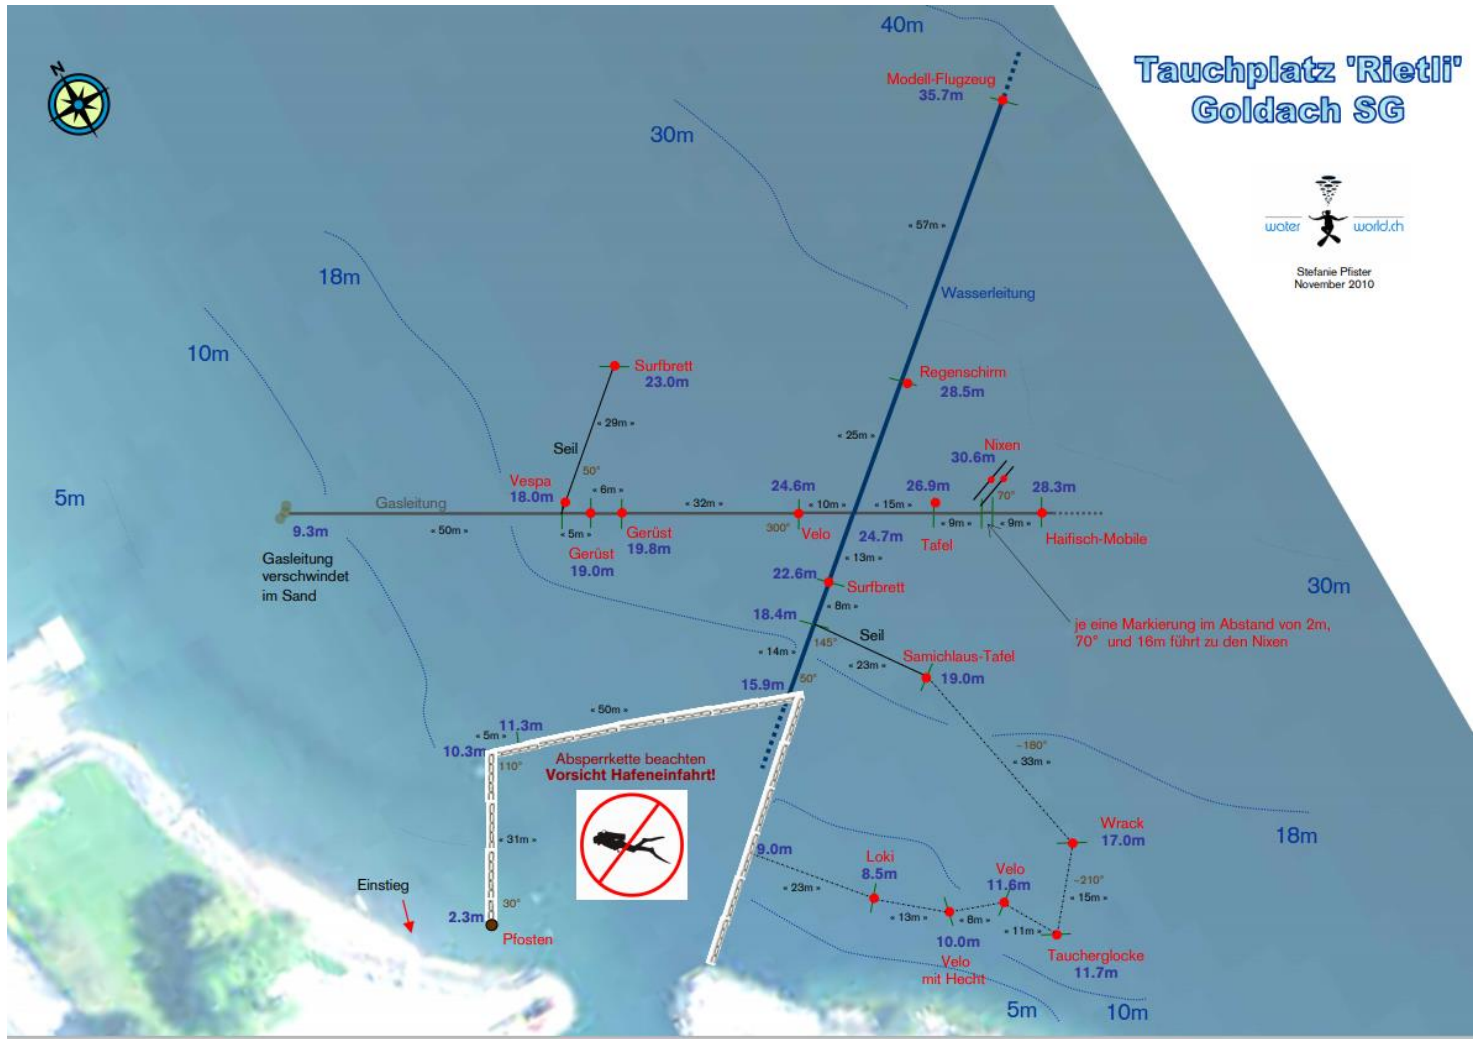 40m
Tauchplatz 'Rietli'
Goldach SG
N
Modell-Flugzeug
35.7m
30m
water world.ch
Stefanie Pfister
November 2010
« 57m »
18m
Wasserleitung
10m
Surfbrett
23.0m
Regenschirm
28.5m
« 29m »
« 25m »
Seil
Nixen
30.6m
5m
50°
Vespa
18.0m
« 6m »
24.6m
26.9m
70°
28.3m
Gasleitung
« 32m »
« 10m »
« 15m »
9.3m
« 50m »
« 5m »
Gerüst
19.8m
300°
Velo
24.7m
« 9m »
« 9m »
Tafel
Haifisch-Mobile
Gerüst
19.0m
Gasleitung
verschwindet
im Sand
« 13m »
22.6m
Surfbrett
30m
18.4m
« 8m »
Seil
je eine Markierung im Abstand von 2m,
70° und 16m führt zu den Nixen
145°
« 14m »
« 23m »
Samichlaus-Tafel
19.0m
15.9m
50°
« 50m »
11.3m
« 5m »
10.3m
110°
Absperrkette beachten
Vorsicht Hafeneinfahrt!
~180°
« 33m »
« 31m »
9.0m
Wrack
17.0m
18m
Loki
8.5m
Velo
11.6m
~210°
« 15m »
Einstieg
« 23m »
30°
2.3m
Pfosten
« 13m »
« 8m »
« 11m »
10.0m
Velo
mit Hecht
Taucherglocke
11.7m
5m
10m